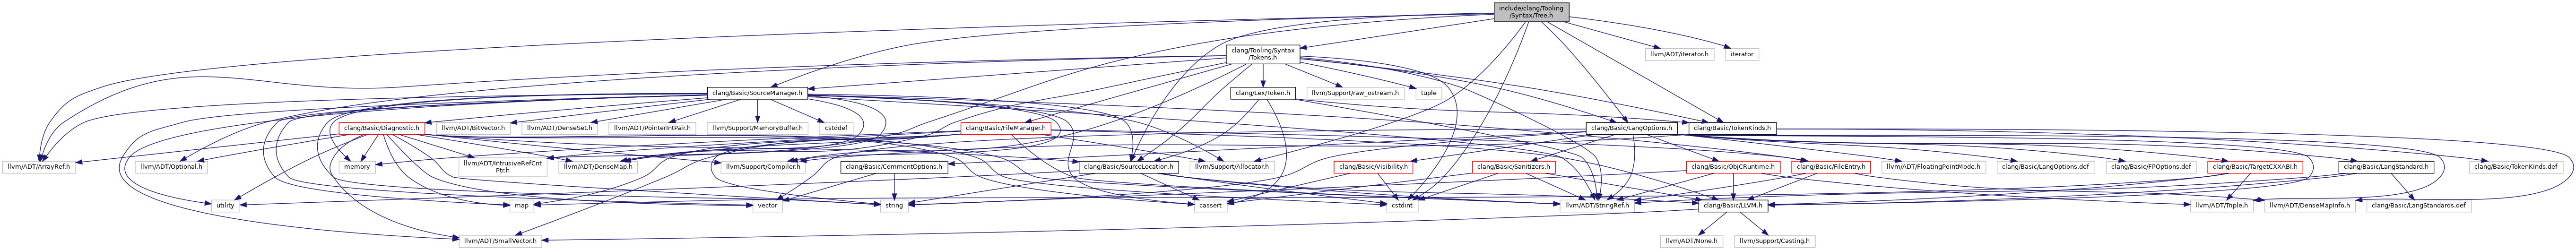 include/clang/Tooling
/Syntax/Tree.h
clang/Tooling/Syntax
/Tokens.h
llvm/ADT/iterator.h
iterator
clang/Basic/SourceManager.h
clang/Lex/Token.h
llvm/Support/raw_ostream.h
tuple
clang/Basic/Diagnostic.h
llvm/ADT/BitVector.h
llvm/ADT/DenseSet.h
llvm/ADT/PointerIntPair.h
llvm/Support/MemoryBuffer.h
cstddef
clang/Basic/FileManager.h
clang/Basic/LangOptions.h
clang/Basic/TokenKinds.h
llvm/ADT/ArrayRef.h
llvm/ADT/Optional.h
memory
llvm/ADT/IntrusiveRefCnt
Ptr.h
llvm/ADT/DenseMap.h
llvm/Support/Compiler.h
clang/Basic/CommentOptions.h
clang/Basic/SourceLocation.h
llvm/Support/Allocator.h
clang/Basic/Visibility.h
clang/Basic/Sanitizers.h
clang/Basic/ObjCRuntime.h
clang/Basic/FileEntry.h
llvm/ADT/FloatingPointMode.h
clang/Basic/LangOptions.def
clang/Basic/FPOptions.def
clang/Basic/TargetCXXABI.h
clang/Basic/LangStandard.h
clang/Basic/TokenKinds.def
utility
map
vector
string
cassert
cstdint
llvm/ADT/StringRef.h
clang/Basic/LLVM.h
llvm/ADT/Triple.h
llvm/ADT/DenseMapInfo.h
clang/Basic/LangStandards.def
llvm/ADT/SmallVector.h
llvm/ADT/None.h
llvm/Support/Casting.h